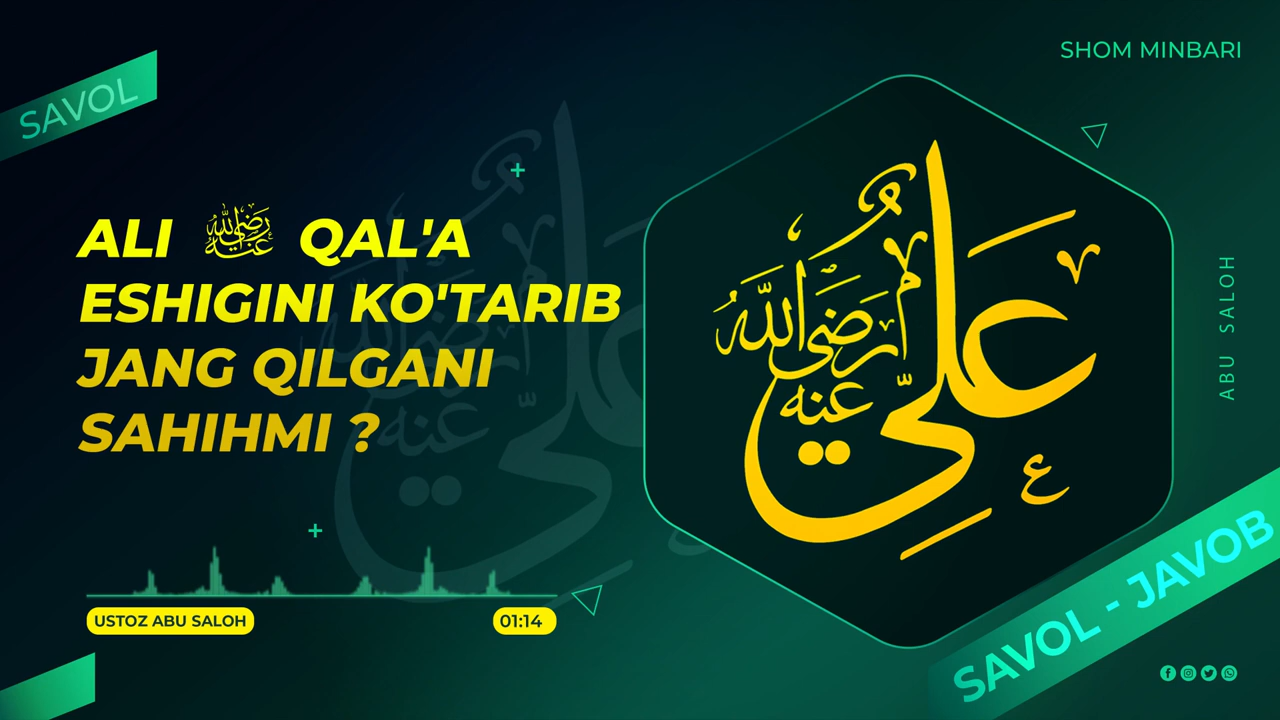 SHOM MINBARI
SAVOL
ALI رضي الله عنه QAL'A
ESHIGINI KO'TARIB
JANG QILGANI
SAHIHMI ?
عَلِيّ رضي الله عنه
ABU SALOH
USTOZ ABU SALOH
01:14
SAVOL - JAVOB